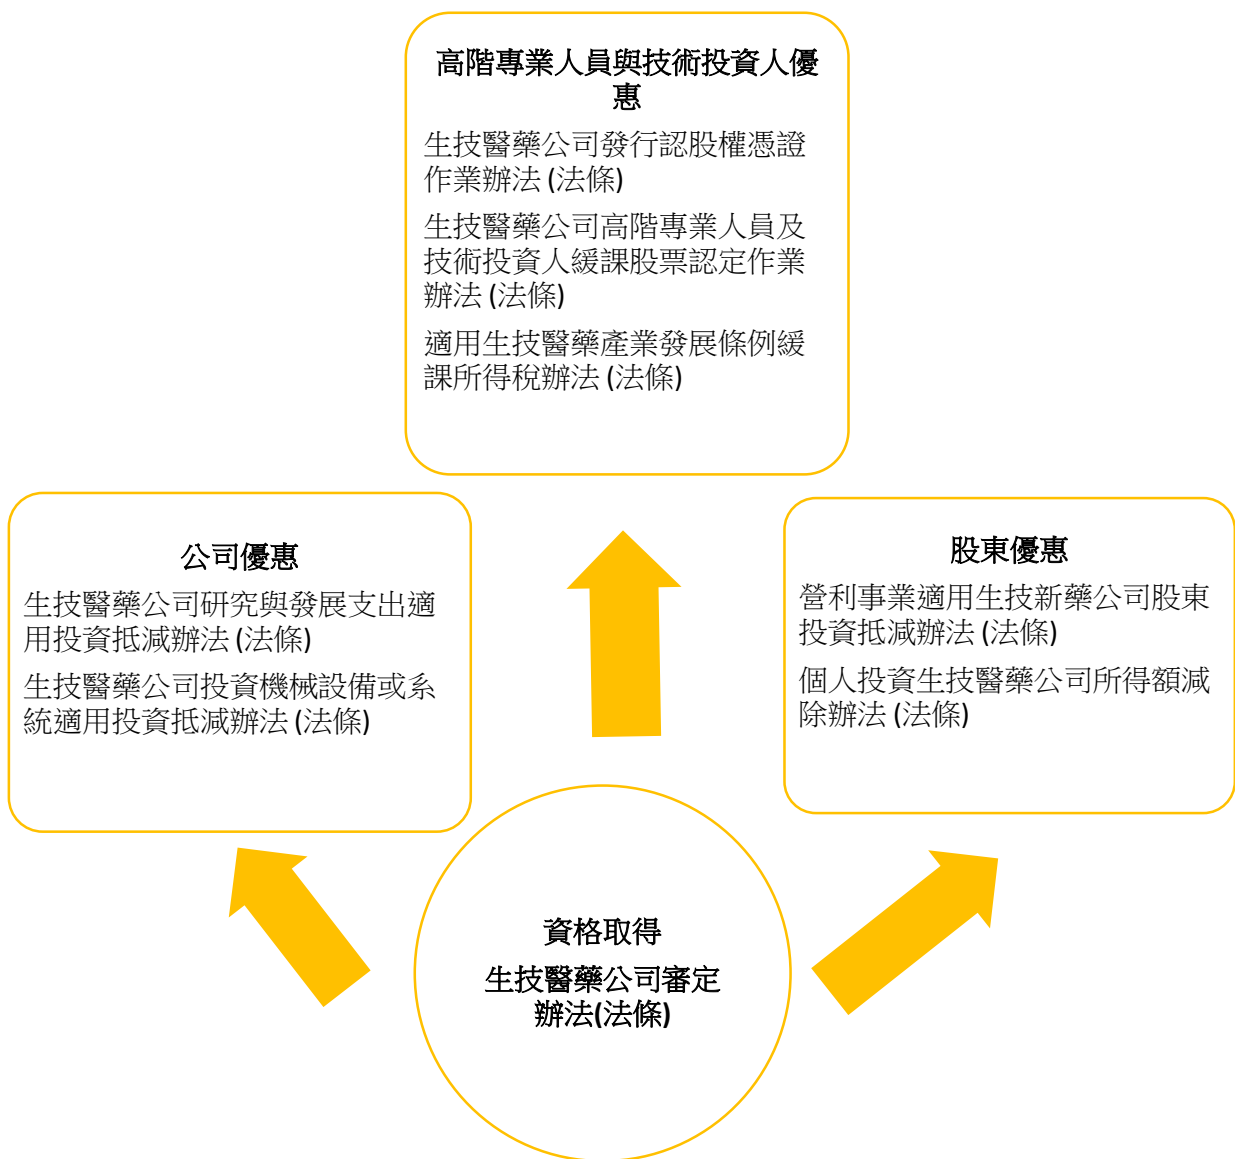 高階專業人員與技術投資人優
惠
生技醫藥公司發行認股權憑證
作業辦法 (法條)
生技醫藥公司高階專業人員及
技術投資人緩課股票認定作業
辦法 (法條)
適用生技醫藥產業發展條例緩
課所得稅辦法 (法條)
公司優惠
生技醫藥公司研究與發展支出適
用投資抵減辦法 (法條)
生技醫藥公司投資機械設備或系
統適用投資抵減辦法 (法條)
股東優惠
營利事業適用生技新藥公司股東
投資抵減辦法 (法條)
個人投資生技醫藥公司所得額減
除辦法 (法條)
資格取得
生技醫藥公司審定
辦法(法條)